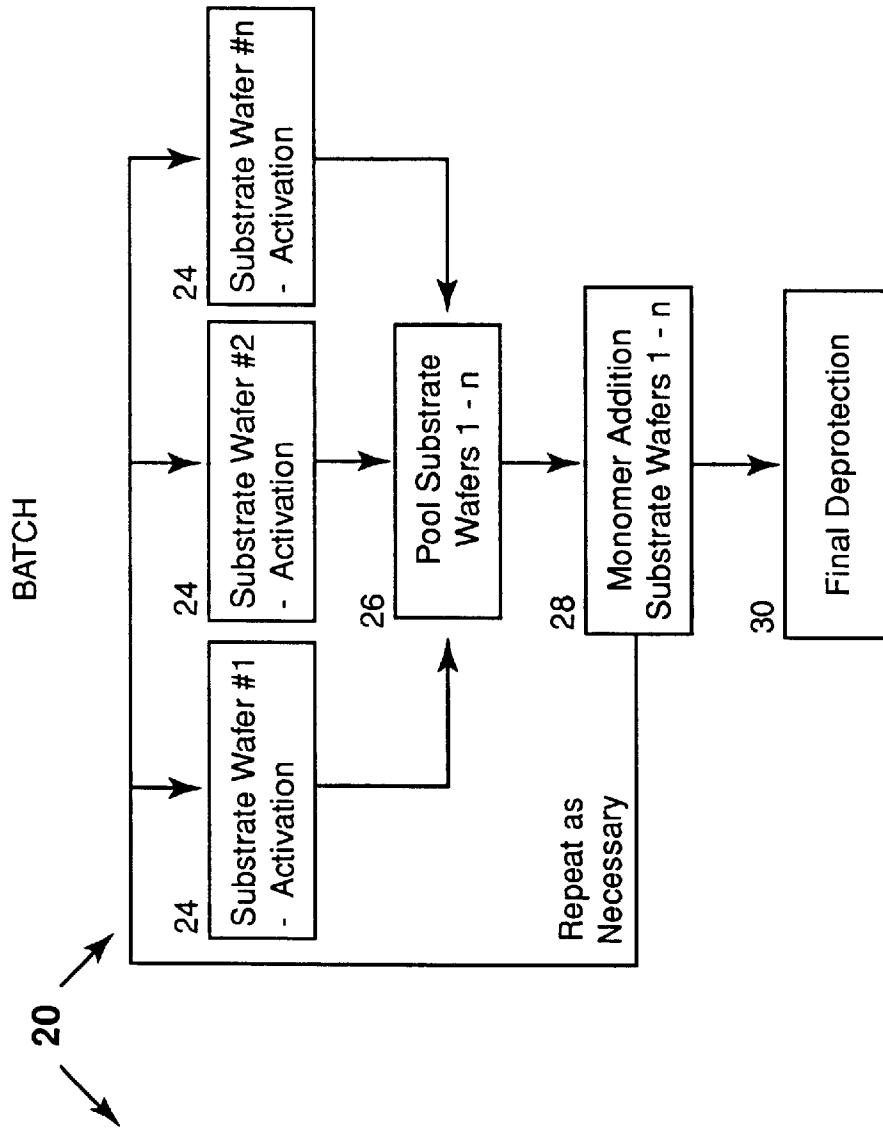 BATCH
20
24
Substrate Wafer #1
- Activation
24
Substrate Wafer #2
- Activation
24
Substrate Wafer #n
- Activation
26
Pool Substrate
Wafers 1 - n
Repeat as
Necessary
28
Monomer Addition
Substrate Wafers 1 - n
30
Final Deprotection